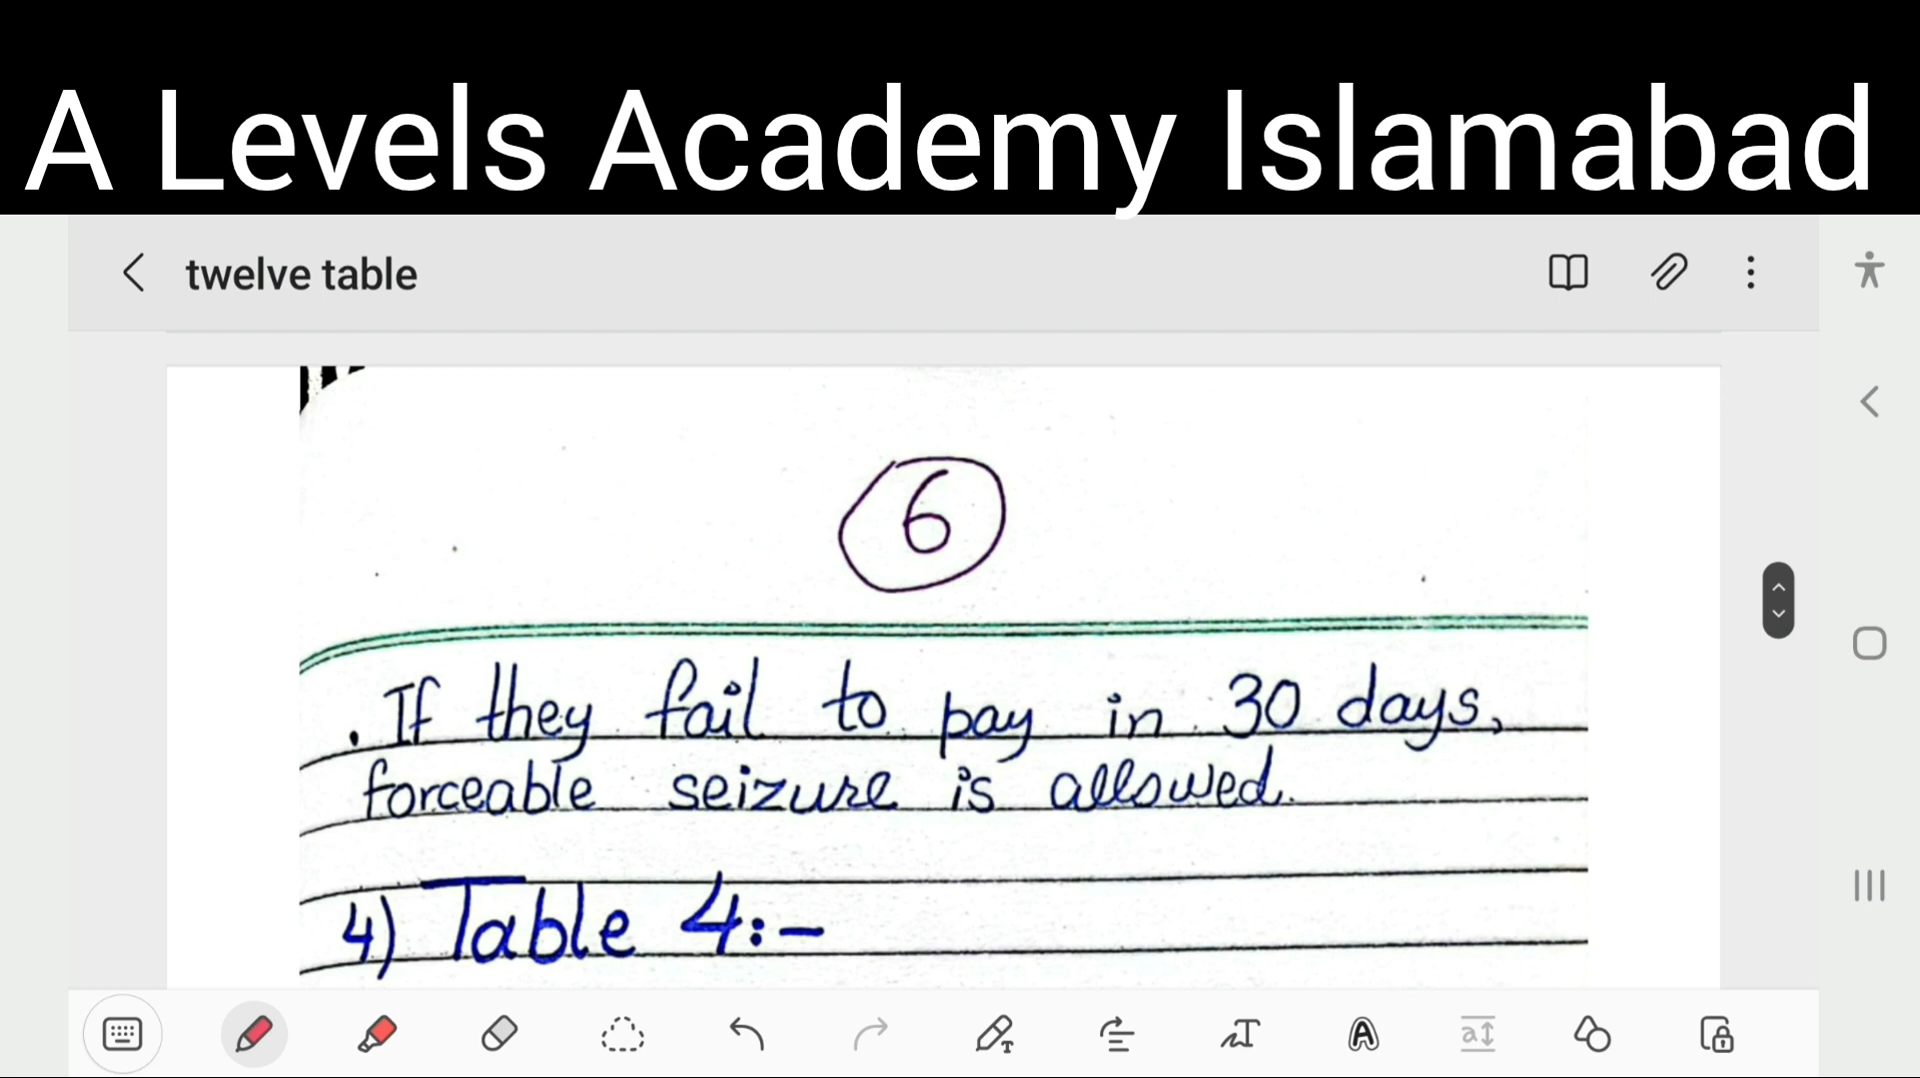 A Levels Academy Islamabad
twelve table
6
. If they fail to pay in 30 days,
forceable seizure is allowed.
4) Table 4:-